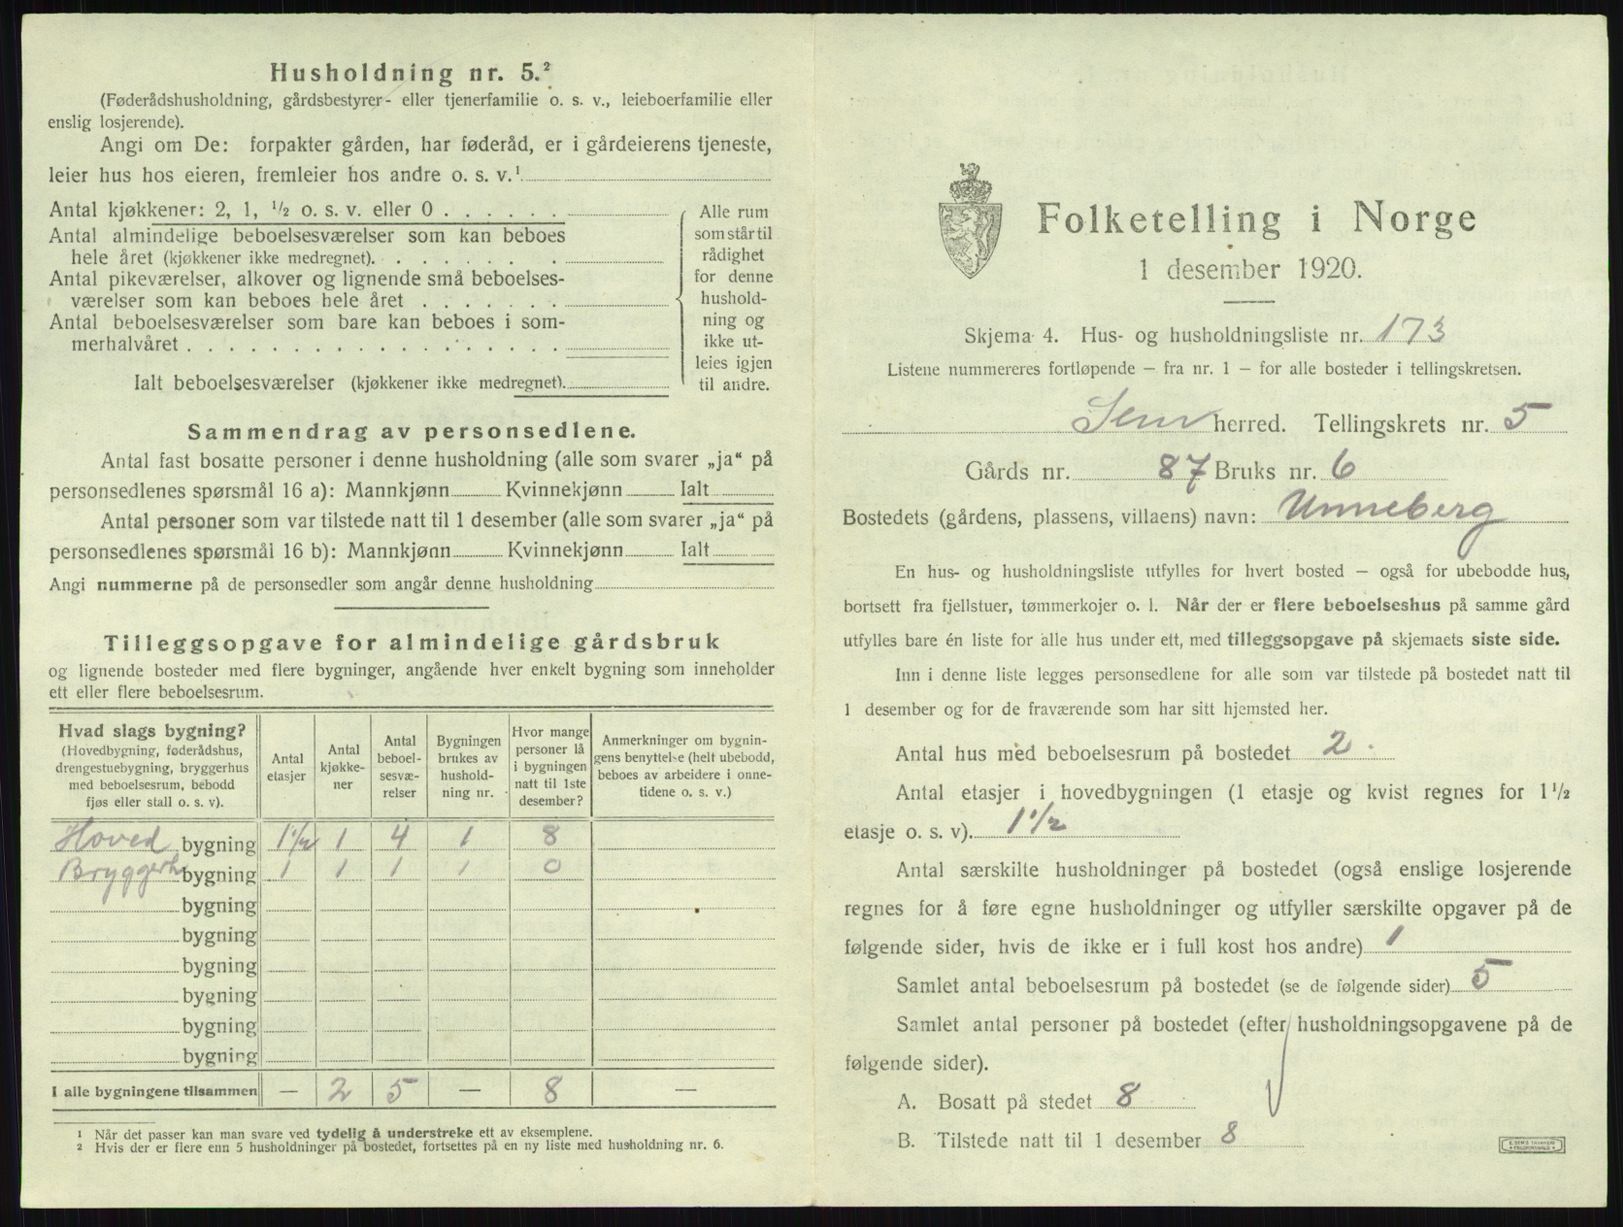 Husholdning nr. 5.²
(Føderådshusholdning, gårdsbestyrer- eller tjenerfamilie o. s. v., leieboerfamilie eller
enslig losjerende).
Angi om De: forpakter gården, har føderåd, er i gårdeierens tjeneste,
leier hus hos eieren, fremleier hos andre o. s. v.¹
Antal kjøkkener: 2, 1, ½ o. s. v. eller 0 . . . . . .
Antal almindelige beboelsesværelser som kan beboes
hele året (kjøkkener ikke medregnet). . . . . . . .
Antal pikeværelser, alkover og lignende små beboelses-
værelser som kan beboes hele året . . . . . . .
Antal beboelsesværelser som bare kan beboes i som-
merhalvåret . . . . . . . . . . . . . . . . . .
Ialt beboelsesværelser (kjøkkener ikke medregnet).
Alle rum
som står til
rådighet
for denne
hushold-
ning og
ikke ut-
leies igjen
til andre.
Sammendrag av personsedlene.
Antal fast bosatte personer i denne husholdning (alle som svarer „ja“ på
personsedlenes spørsmål 16 a): Mannkjønn Kvinnekjønn Ialt
Antal personer som var tilstede natt til 1 desember (alle som svarer „ja“ på
personsedlenes spørsmål 16 b): Mannkjønn Kvinnekjønn Ialt
Angi nummerne på de personsedler som angår denne husholdning
Tilleggsopgave for almindelige gårdsbruk
og lignende bosteder med flere bygninger, angående hver enkelt bygning som inneholder
ett eller flere beboelsesrum.
Hvad slags bygning?
(Hovedbygning, føderådshus,
drengestuebygning, bryggerhus
med beboelsesrum, bebodd
fjøs eller stall o. s. v).
Antal
etasjer
Antal
kjøkke-
ner
Antal
beboel-
sesvæ-
relser
Bygningen
brukes av
hushold-
ning nr.
Hvor mange
personer lå
i bygningen
natt til 1ste
desember?
Anmerkninger om bygnin-
gens benyttelse (helt ubebodd,
beboes av arbeidere i onne-
tidene o. s. v.)
Hoved bygning 1½ 1 4 1 8
Bryggerh. bygning 1 1 1 1 0
bygning
bygning
bygning
bygning
bygning
bygning
I alle bygningene tilsammen — 2 5 — 8 —
¹ Når det passer kan man svare ved tydelig å understreke ett av eksemplene.
² Hvis der er flere enn 5 husholdninger på bostedet, fortsettes på en ny liste med husholdning nr. 6.
Folketelling i Norge
1 desember 1920.
Skjema 4. Hus- og husholdningsliste nr. 173
Listene nummereres fortløpende — fra nr. 1 — for alle bosteder i tellingskretsen.
Sem herred. Tellingskrets nr. 5
Gårds nr. 87 Bruks nr. 6
Bostedets (gårdens, plassens, villaens) navn: Unneberg
En hus- og husholdningsliste utfylles for hvert bosted — også for ubebodde hus,
bortsett fra fjellstuer, tømmerkojer o. l. Når der er flere beboelseshus på samme gård
utfylles bare én liste for alle hus under ett, med tilleggsopgave på skjemaets siste side.
Inn i denne liste legges personsedlene for alle som var tilstede på bostedet natt til
1 desember og for de fraværende som har sitt hjemsted her.
Antal hus med beboelsesrum på bostedet 2
Antal etasjer i hovedbygningen (1 etasje og kvist regnes for 1½
etasje o. s. v). 1½
Antal særskilte husholdninger på bostedet (også enslige losjerende
regnes for å føre egne husholdninger og utfyller særskilte opgaver på de
følgende sider, hvis de ikke er i full kost hos andre) 1
Samlet antal beboelsesrum på bostedet (se de følgende sider) 5
Samlet antal personer på bostedet (efter husholdningsopgavene på de
følgende sider).
A. Bosatt på stedet 8
B. Tilstede natt til 1 desember 8